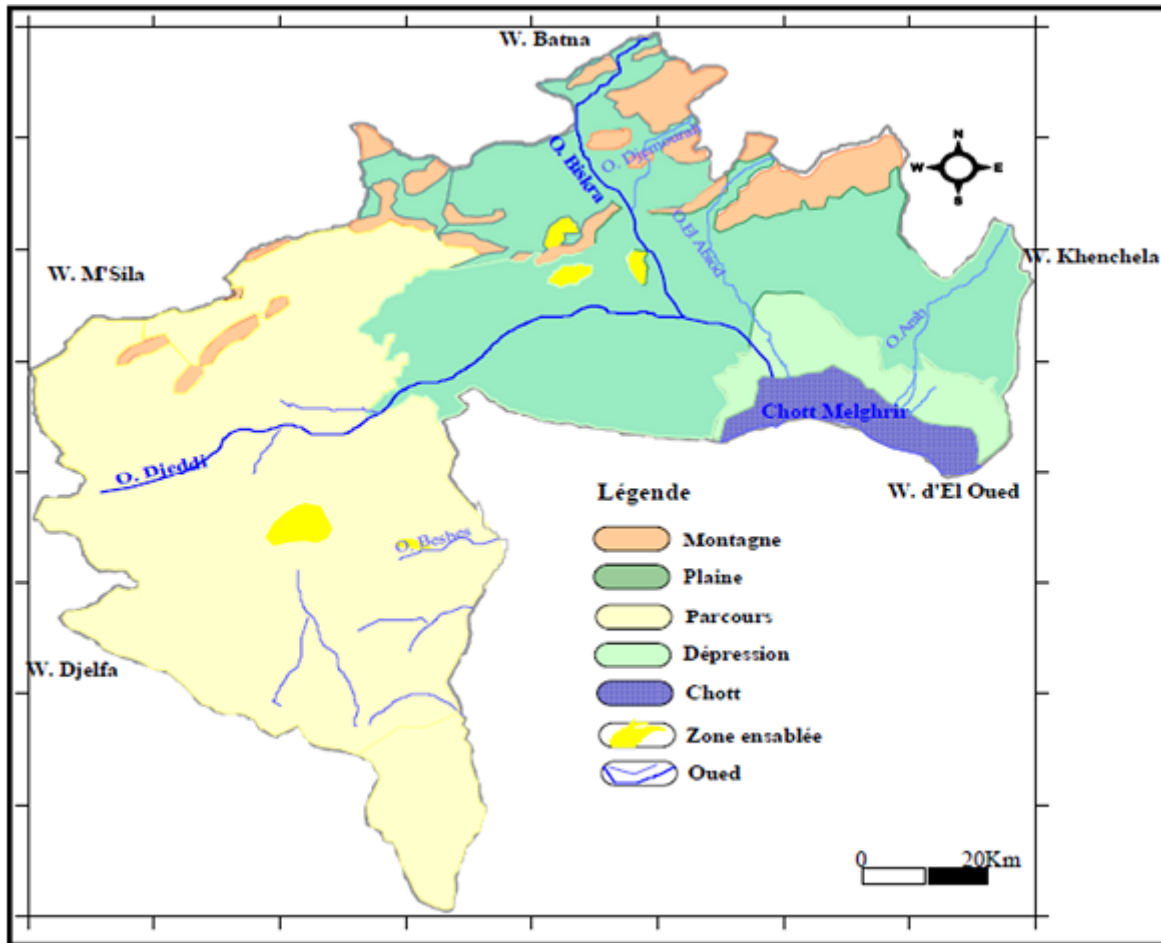 W. Batna
O. Biskra
O. Djemourah
O.El Abiod
W. M'Sila
W. Khenchela
O.Arab
Chott Melghrir
O. Djeddi
W. d'El Oued
O. Beshes
W. Djelfa
Légende
Montagne
Plaine
Parcours
Dépression
Chott
Zone ensablée
Oued
N
W
E
S
0 20Km